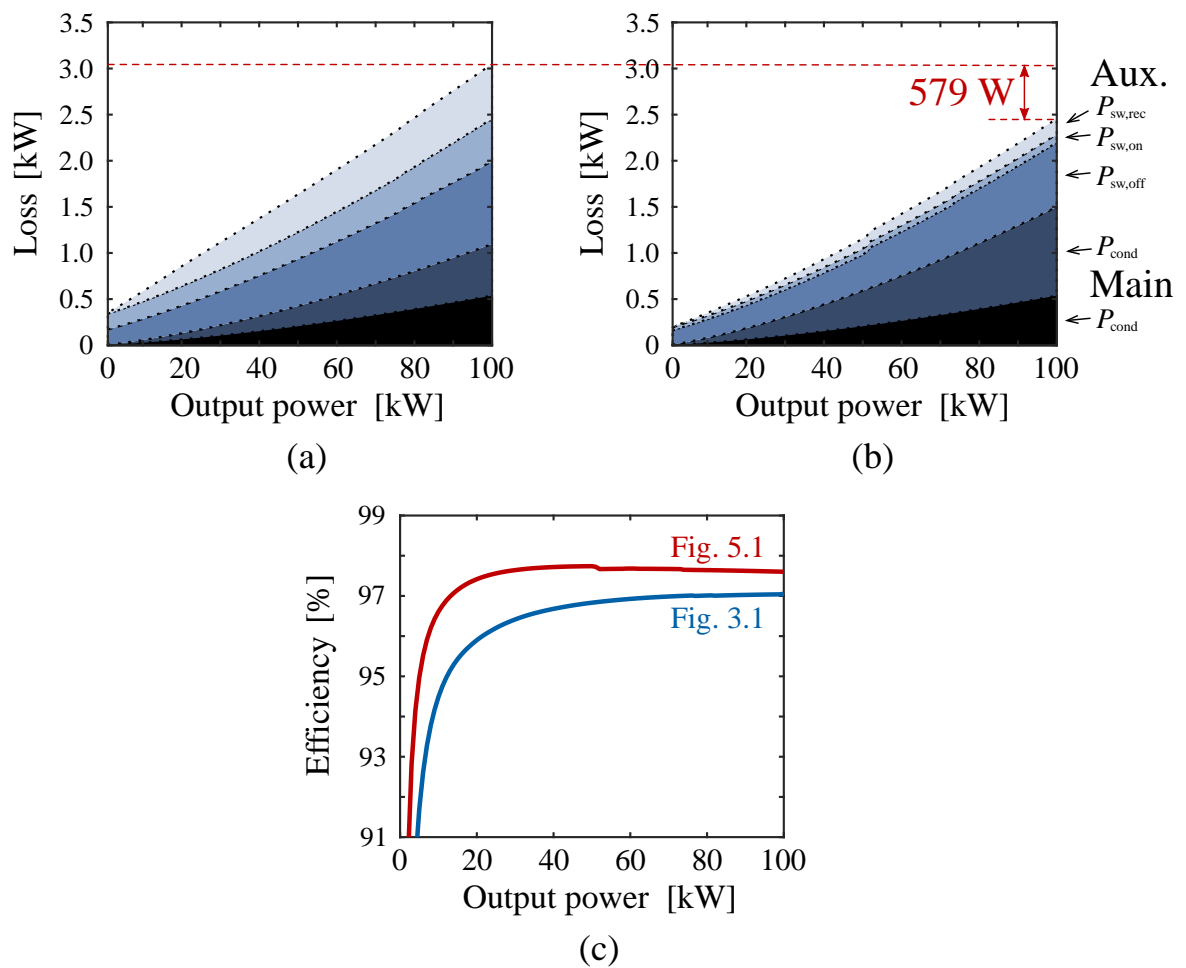 3.5
3.0
2.5
2.0
1.5
1.0
0.5
0
Loss [kW]
0 20 40 60 80 100
Output power [kW]
(a)
3.5
3.0
2.5
2.0
1.5
1.0
0.5
0
Loss [kW]
579 W
0 20 40 60 80 100
Output power [kW]
(b)
Aux.
Psw,rec
Psw,on
Psw,off
Pcond
Main
Pcond
99
97
95
93
91
Efficiency [%]
Fig. 5.1
Fig. 3.1
0 20 40 60 80 100
Output power [kW]
(c)